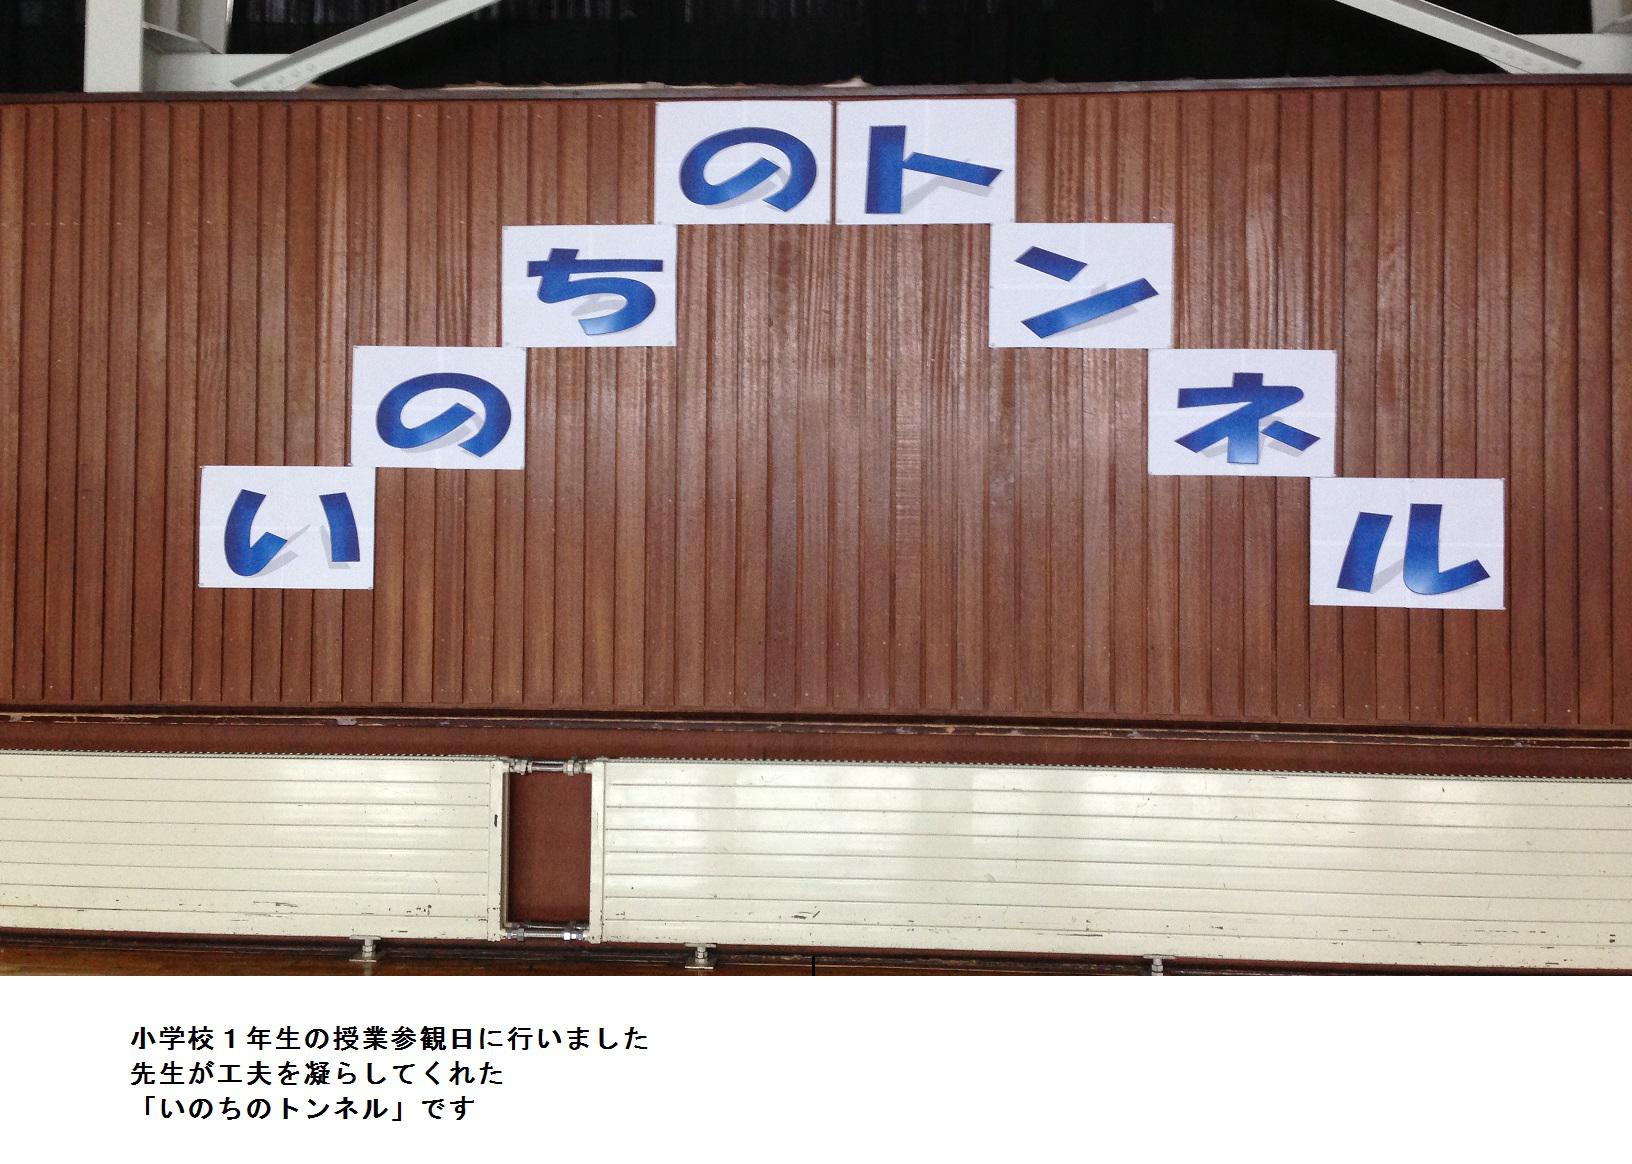 いのちのトンネル
小学校１年生の授業参観日に行いました
先生が工夫を凝らしてくれた
「いのちのトンネル」です